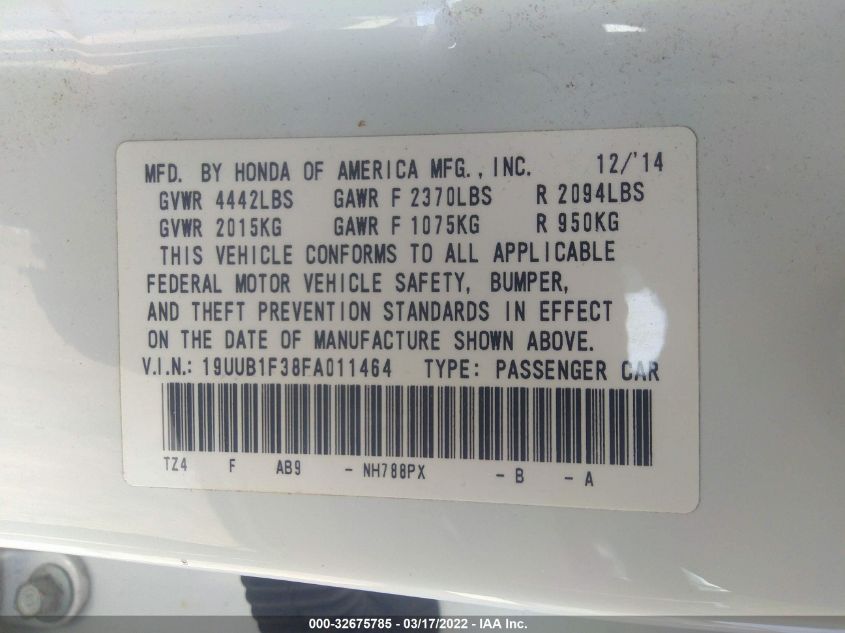 MFD. BY HONDA OF AMERICA MFG., INC. 12/'14
GVWR 4442LBS GAWR F 2370LBS R 2094LBS
GVWR 2015KG GAWR F 1075KG R 950KG
THIS VEHICLE CONFORMS TO ALL APPLICABLE
FEDERAL MOTOR VEHICLE SAFETY, BUMPER,
AND THEFT PREVENTION STANDARDS IN EFFECT
ON THE DATE OF MANUFACTURE SHOWN ABOVE.
V.I.N.: 19UUB1F38FA011464 TYPE: PASSENGER CAR
TZ4 F AB9 - NH788PX - B - A
000-32675785 - 03/17/2022 - IAA Inc.